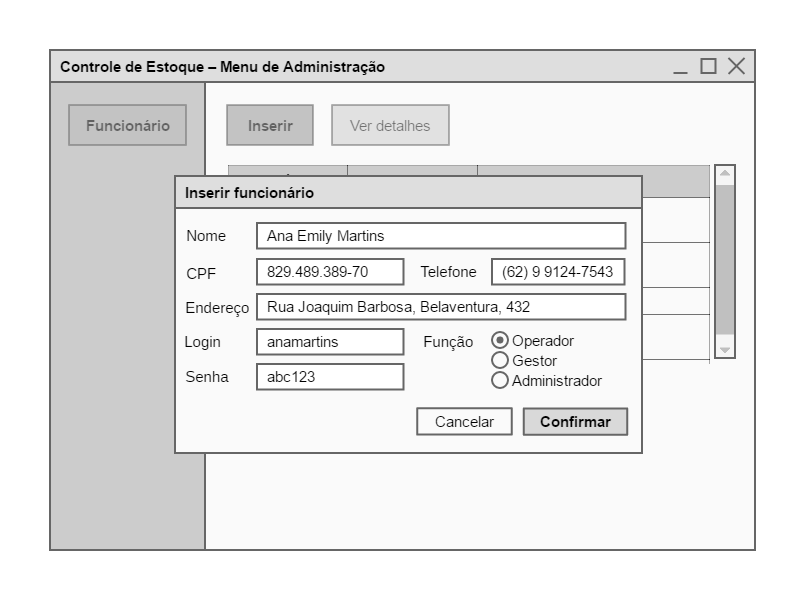 Controle de Estoque – Menu de Administração
Funcionário
Inserir
Ver detalhes
Inserir funcionário
Nome
Ana Emily Martins
CPF
829.489.389-70
Telefone
(62) 9 9124-7543
Endereço
Rua Joaquim Barbosa, Belaventura, 432
Login
anamartins
Função
Operador
Gestor
Administrador
Senha
abc123
Cancelar
Confirmar